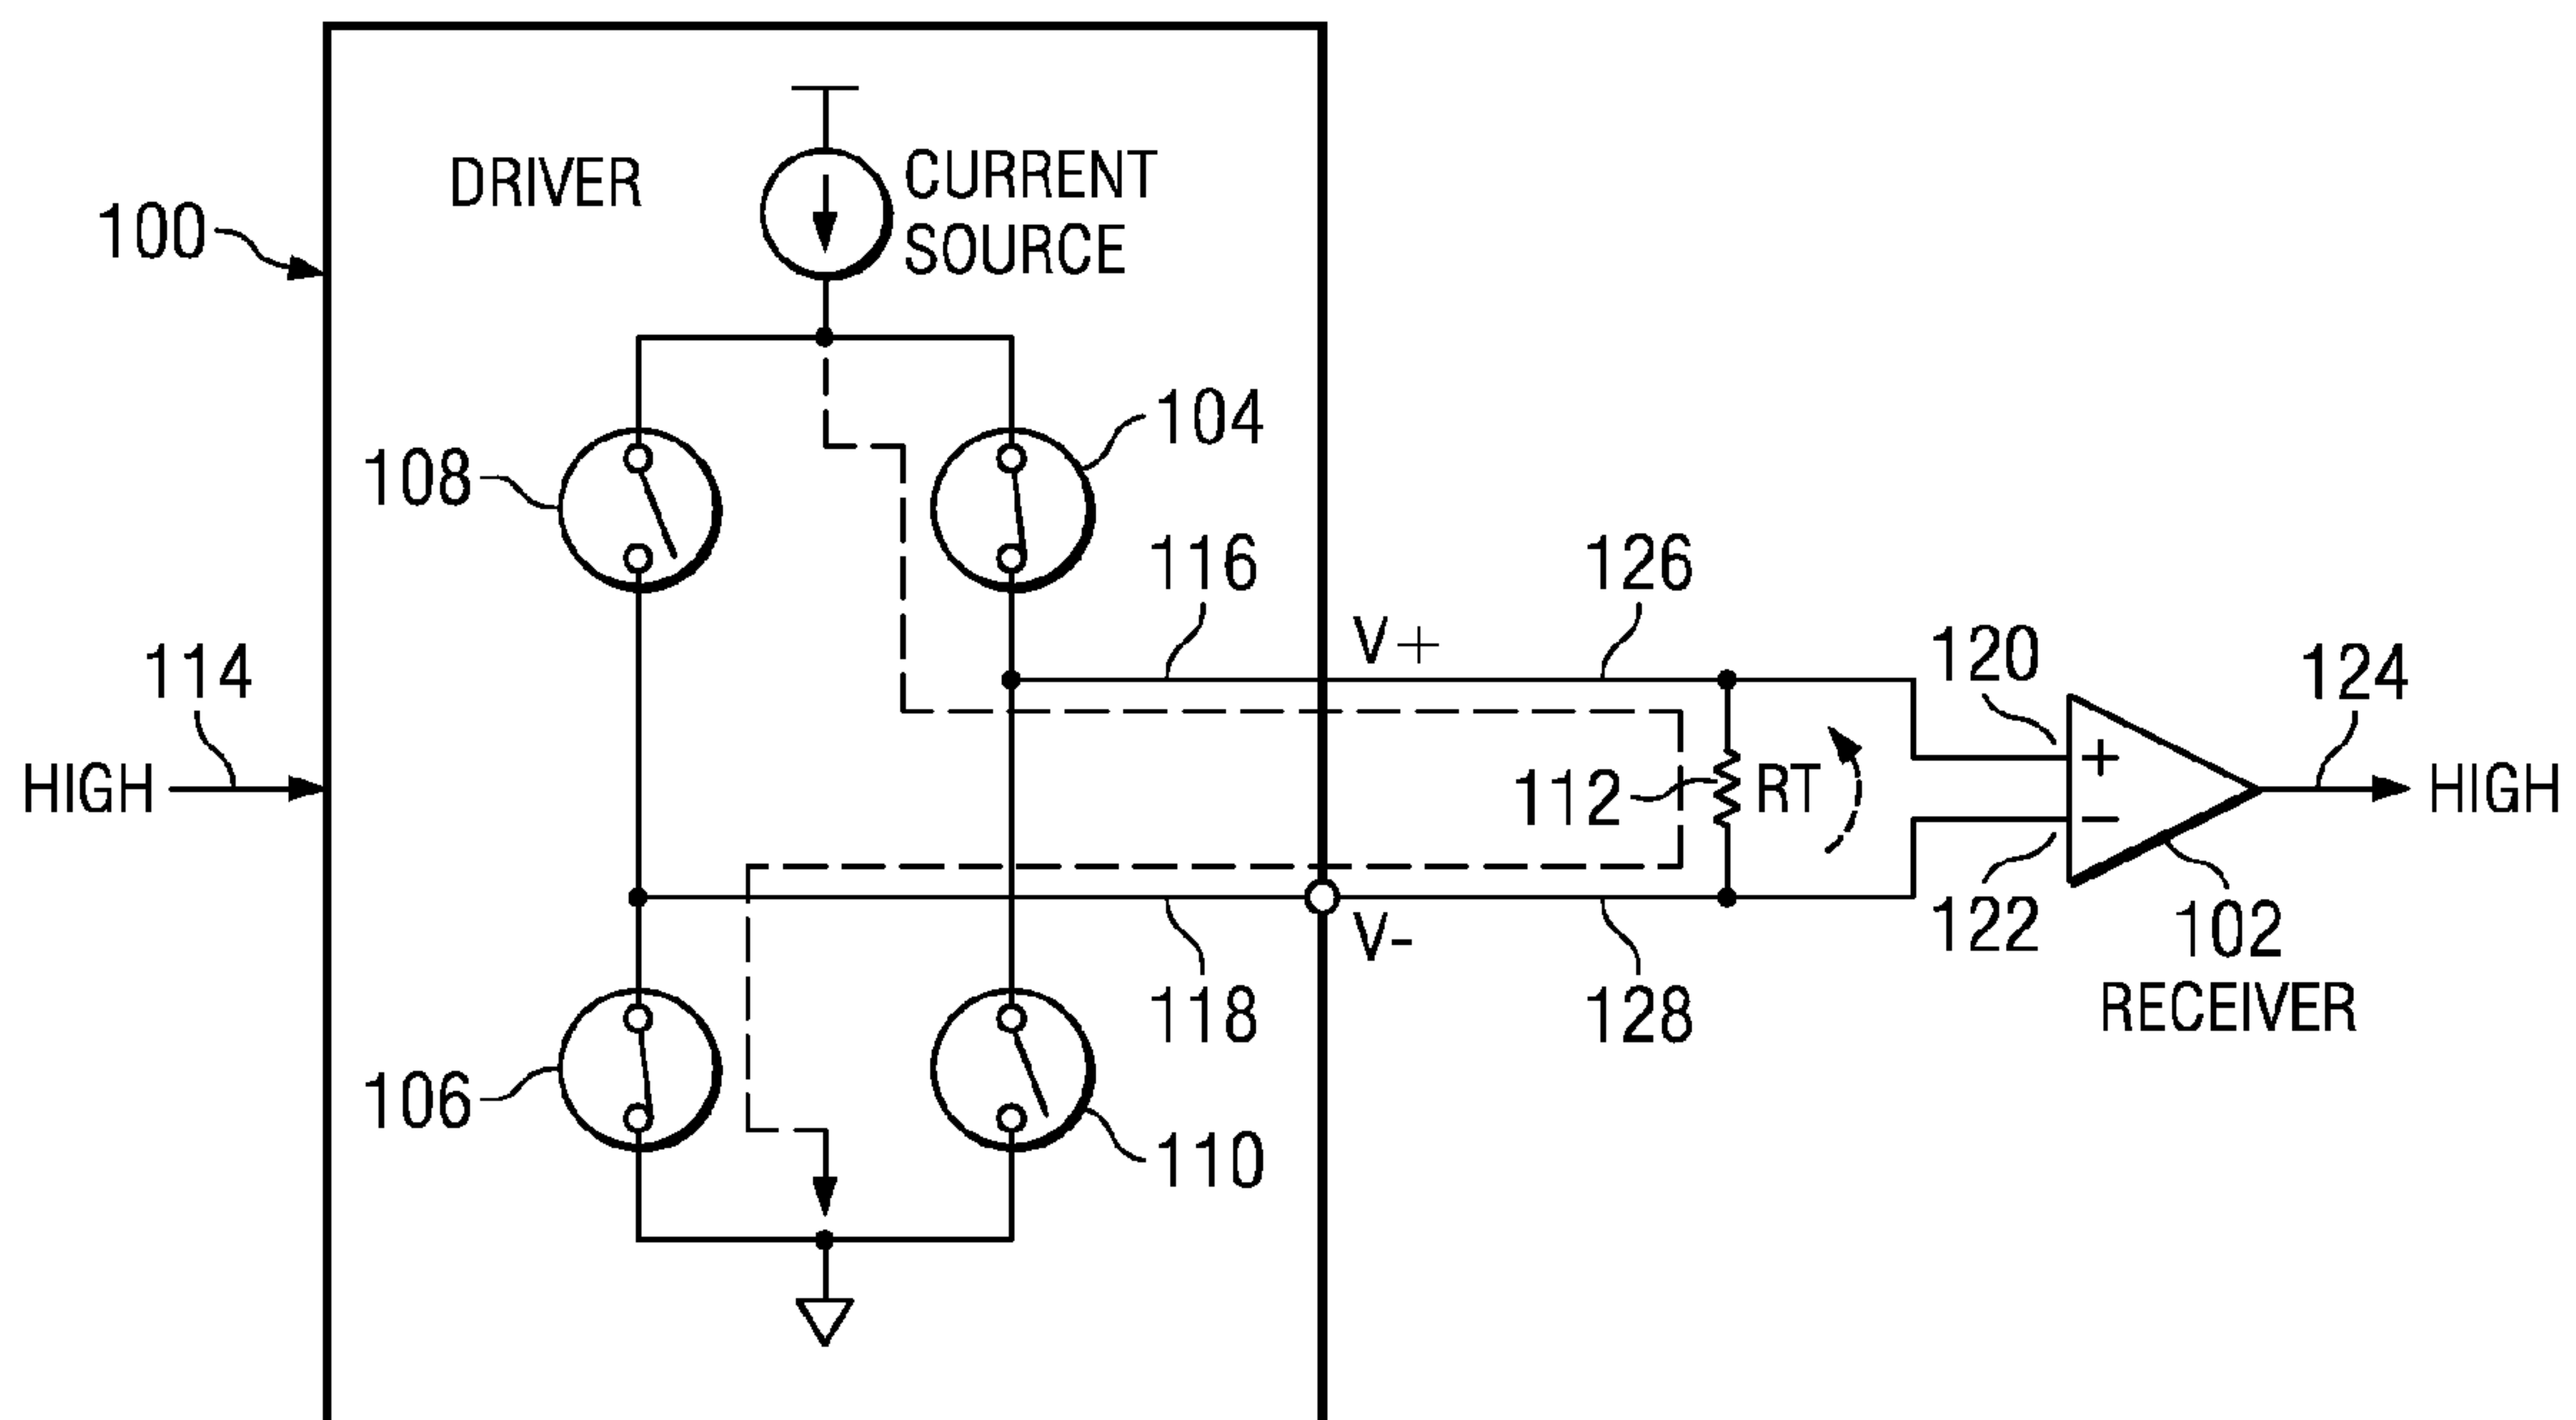 DRIVER
CURRENT
SOURCE
100
108
104
116
126
V+
120
124
114
HIGH
112
RT
+
−
HIGH
122
102
RECEIVER
V-
118
128
106
110